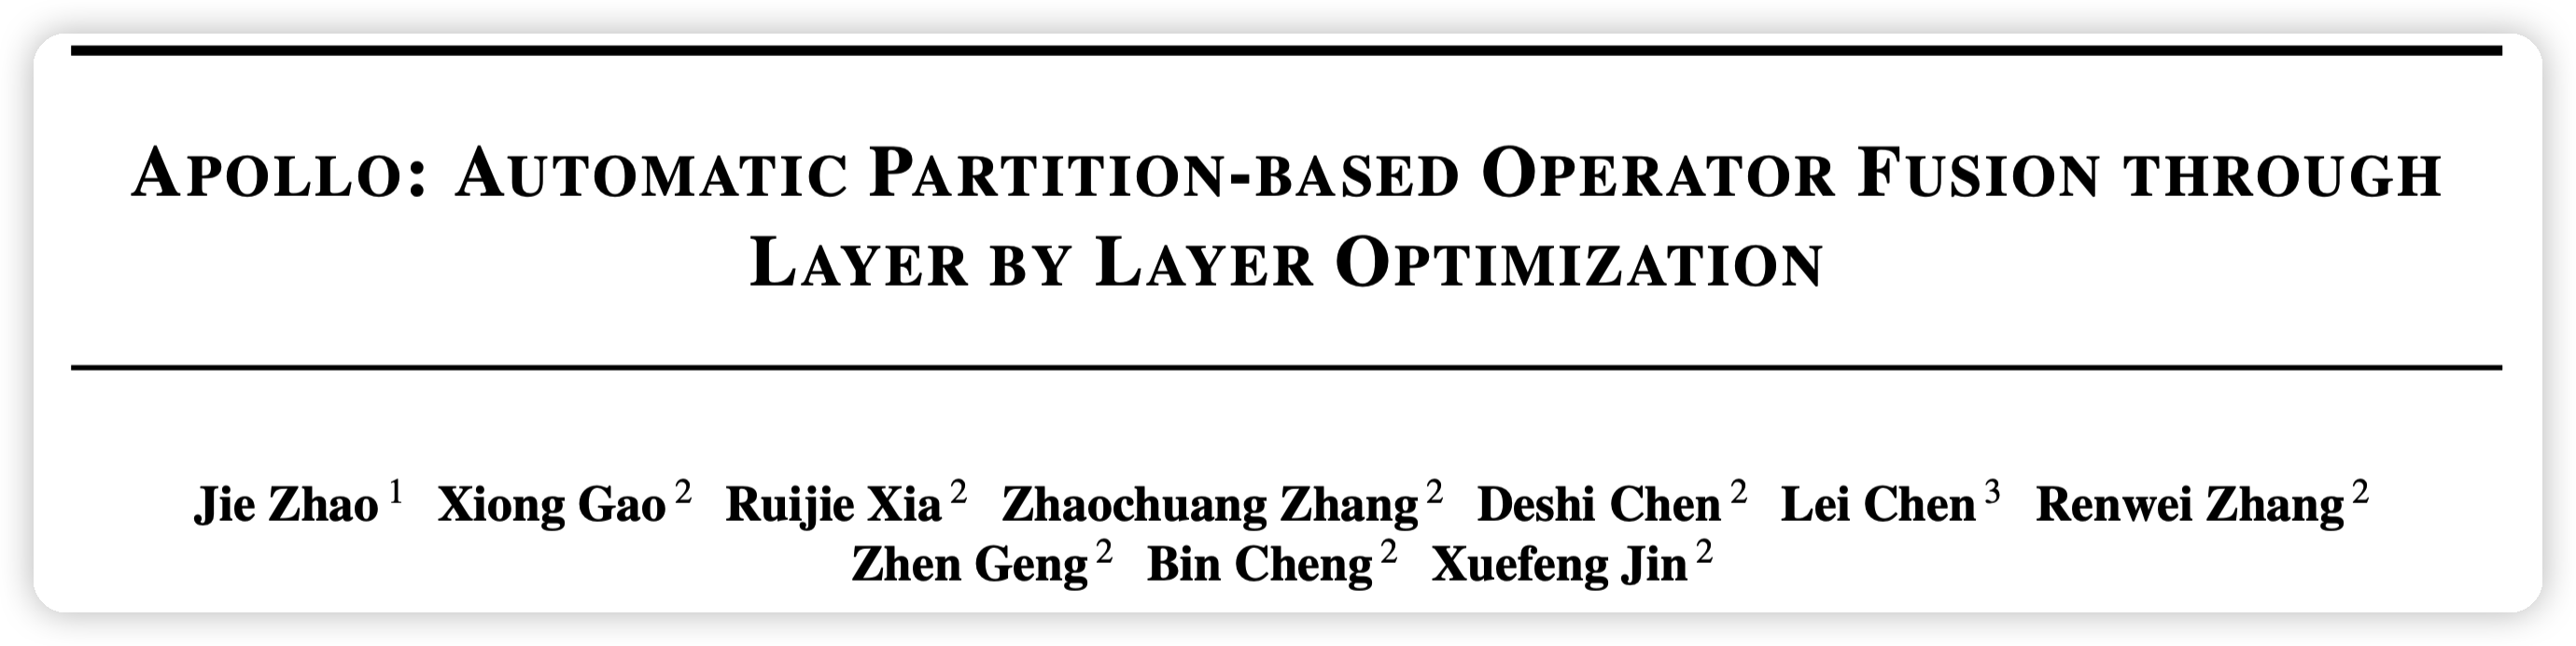 APOLLO: AUTOMATIC PARTITION-BASED OPERATOR FUSION THROUGH
LAYER BY LAYER OPTIMIZATION
Jie Zhao 1 Xiong Gao 2 Ruijie Xia 2 Zhaochuang Zhang 2 Deshi Chen 2 Lei Chen 3 Renwei Zhang 2
Zhen Geng 2 Bin Cheng 2 Xuefeng Jin 2